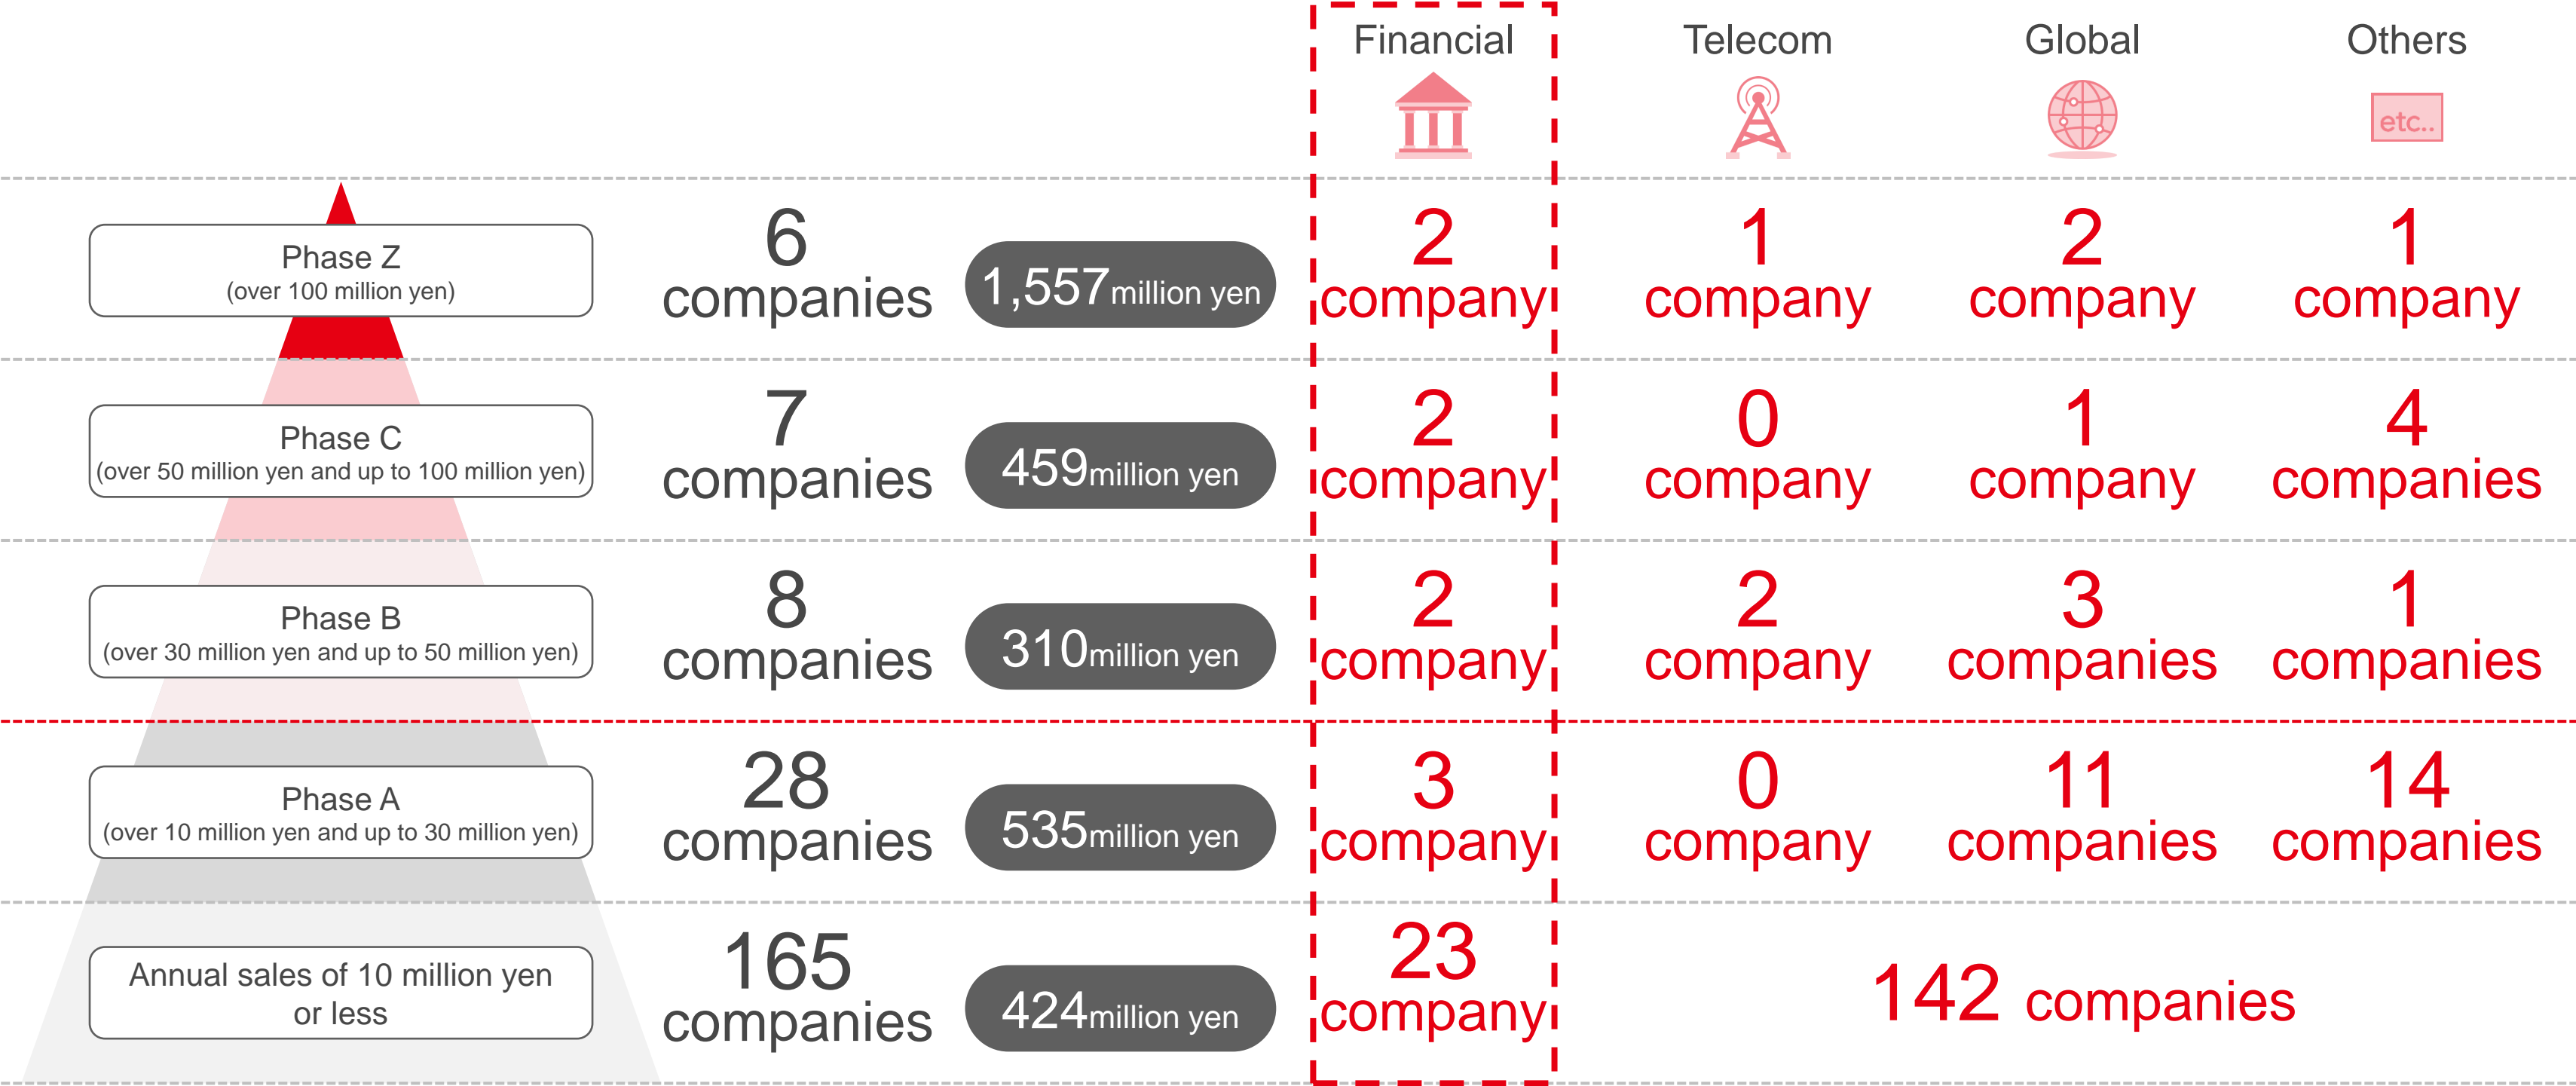 Financial Telecom Global Others
etc..
Phase Z
(over 100 million yen)
6
companies
1,557million yen
2
company
1
company
2
company
1
company
Phase C
(over 50 million yen and up to 100 million yen)
7
companies
459million yen
2
company
0
company
1
company
4
companies
Phase B
(over 30 million yen and up to 50 million yen)
8
companies
310million yen
2
company
2
company
3
companies
1
companies
Phase A
(over 10 million yen and up to 30 million yen)
28
companies
535million yen
3
company
0
company
11
companies
14
companies
Annual sales of 10 million yen
or less
165
companies
424million yen
23
company
142 companies